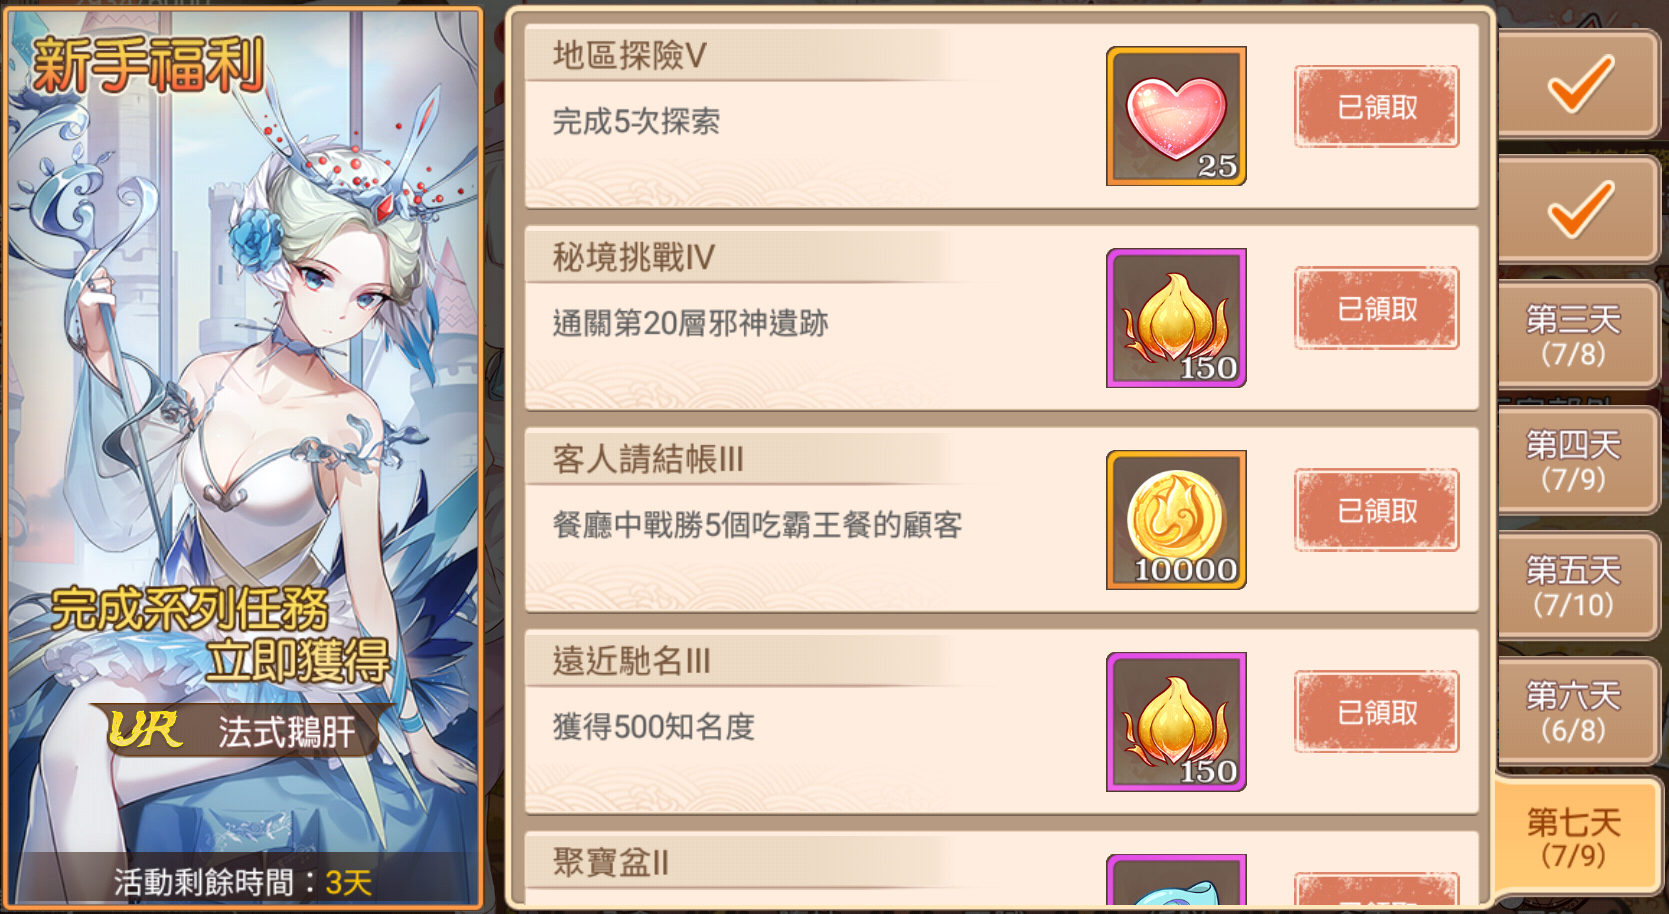 新手福利
完成系列任務
立即獲得
UR 法式鵝肝
活動剩餘時間：3天
地區探險V
完成5次探索
25
已領取
秘境挑戰IV
通關第20層邪神遺跡
150
已領取
客人請結帳III
餐廳中戰勝5個吃霸王餐的顧客
10000
已領取
遠近馳名III
獲得500知名度
150
已領取
聚寶盆II
第三天
(7/8)
第四天
(7/9)
第五天
(7/10)
第六天
(6/8)
第七天
(7/9)